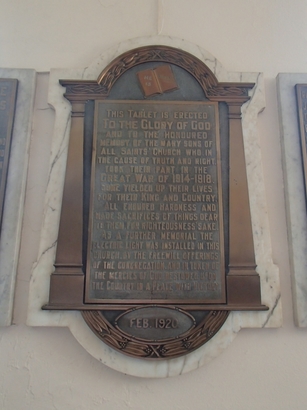 THIS TABLET IS ERECTED
TO THE GLORY OF GOD
AND TO THE HONOURED
MEMORY OF THE MANY SONS OF
ALL SAINTS CHURCH WHO IN
THE CAUSE OF TRUTH AND RIGHT
TOOK THEIR PART IN THE
GREAT WAR OF 1914-1918
SOME YIELDED UP THEIR LIVES
FOR THEIR KING AND COUNTRY
ALL ENDURED HARDNESS AND
MADE SACRIFICES OF THINGS DEAR
TO THEM FOR RIGHTEOUSNESS SAKE
AS A FURTHER MEMORIAL THE
ELECTRIC LIGHT WAS INSTALLED IN THIS
CHURCH BY THE FREEWILL OFFERINGS
OF THE CONGREGATION
THE MERCIES
THE COUNTRY IN A
FEB. 1920